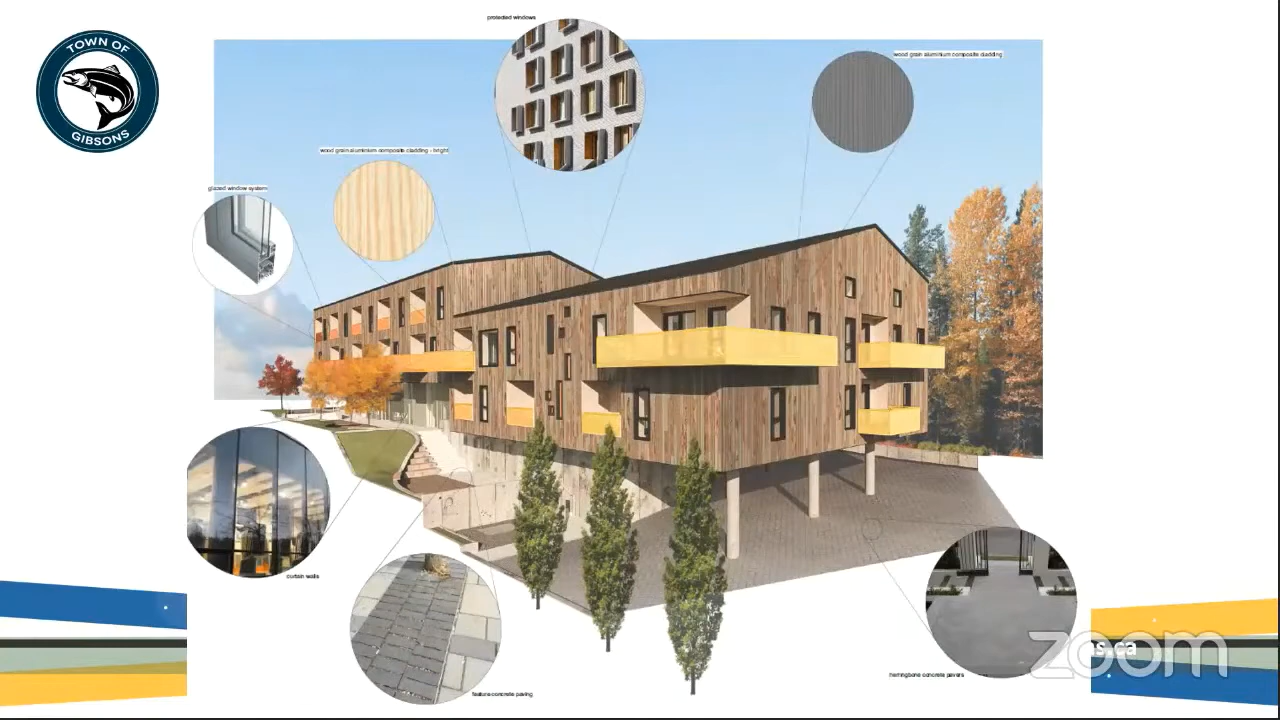 TOWN OF
GIBSONS
protected windows
wood grain aluminium composite cladding
wood grain aluminium composite cladding - bright
glazed window system
curtain walls
feature concrete paving
herringbone concrete pavers
s.ca
zoom